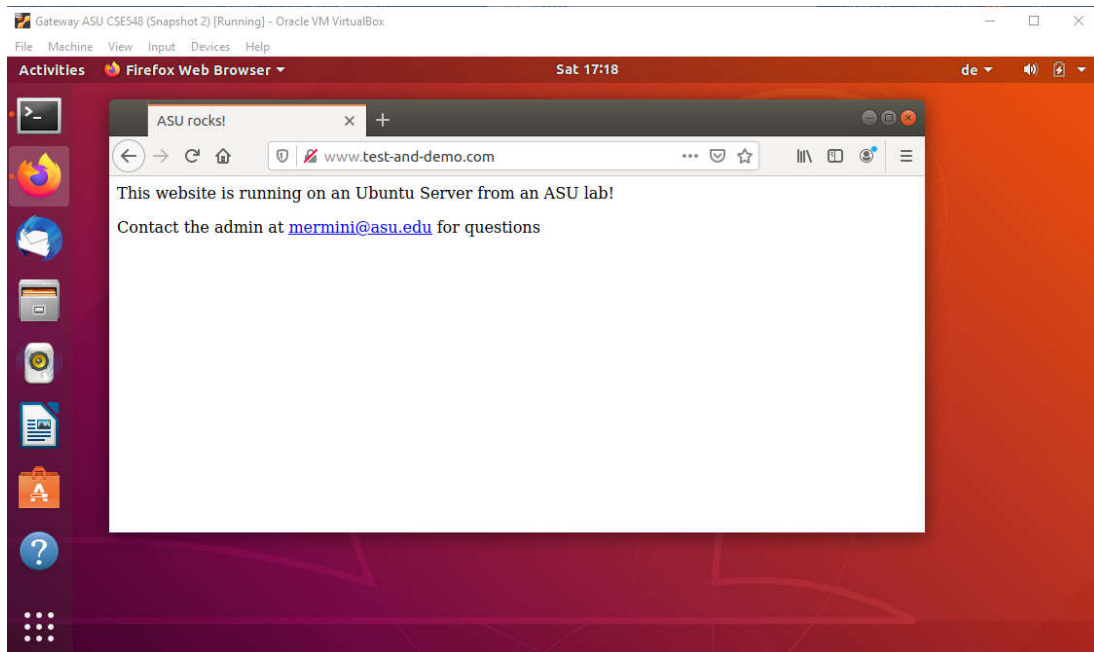 Gateway ASU CSE548 (Snapshot 2) [Running] - Oracle VM VirtualBox
File Machine View Input Devices Help
Activities Firefox Web Browser Sat 17:18 de
ASU rocks!
www.test-and-demo.com
This website is running on an Ubuntu Server from an ASU lab!
Contact the admin at mermini@asu.edu for questions